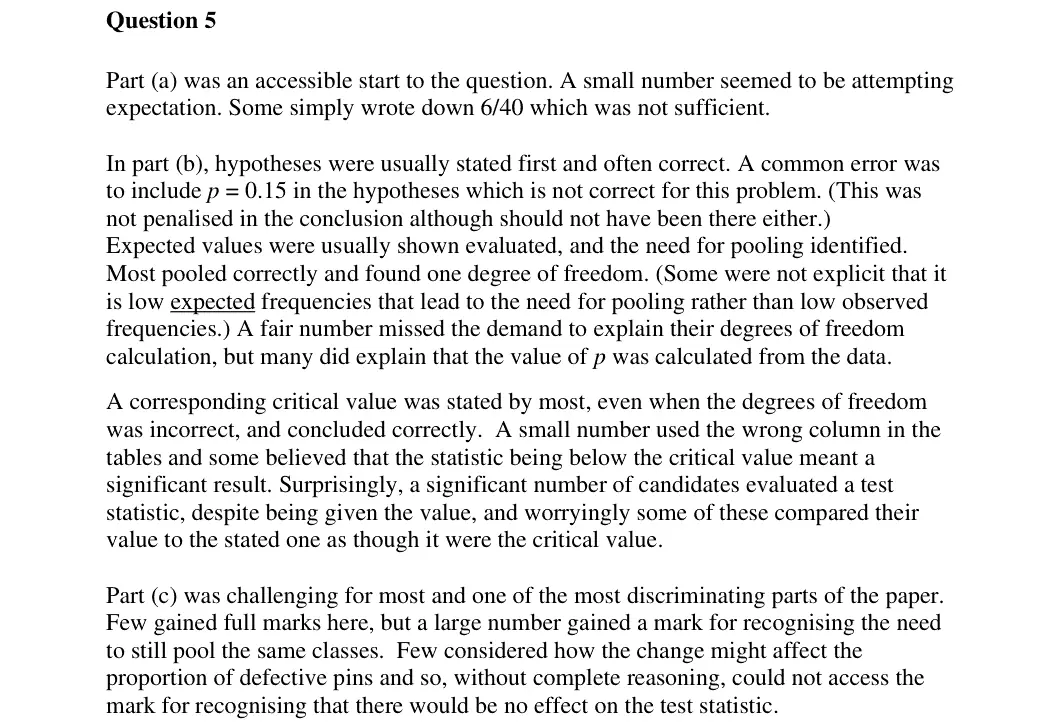 Question 5
Part (a) was an accessible start to the question. A small number seemed to be attempting
expectation. Some simply wrote down 6/40 which was not sufficient.
In part (b), hypotheses were usually stated first and often correct. A common error was
to include p = 0.15 in the hypotheses which is not correct for this problem. (This was
not penalised in the conclusion although should not have been there either.)
Expected values were usually shown evaluated, and the need for pooling identified.
Most pooled correctly and found one degree of freedom. (Some were not explicit that it
is low expected frequencies that lead to the need for pooling rather than low observed
frequencies.) A fair number missed the demand to explain their degrees of freedom
calculation, but many did explain that the value of p was calculated from the data.
A corresponding critical value was stated by most, even when the degrees of freedom
was incorrect, and concluded correctly.  A small number used the wrong column in the
tables and some believed that the statistic being below the critical value meant a
significant result. Surprisingly, a significant number of candidates evaluated a test
statistic, despite being given the value, and worryingly some of these compared their
value to the stated one as though it were the critical value.
Part (c) was challenging for most and one of the most discriminating parts of the paper.
Few gained full marks here, but a large number gained a mark for recognising the need
to still pool the same classes.  Few considered how the change might affect the
proportion of defective pins and so, without complete reasoning, could not access the
mark for recognising that there would be no effect on the test statistic.